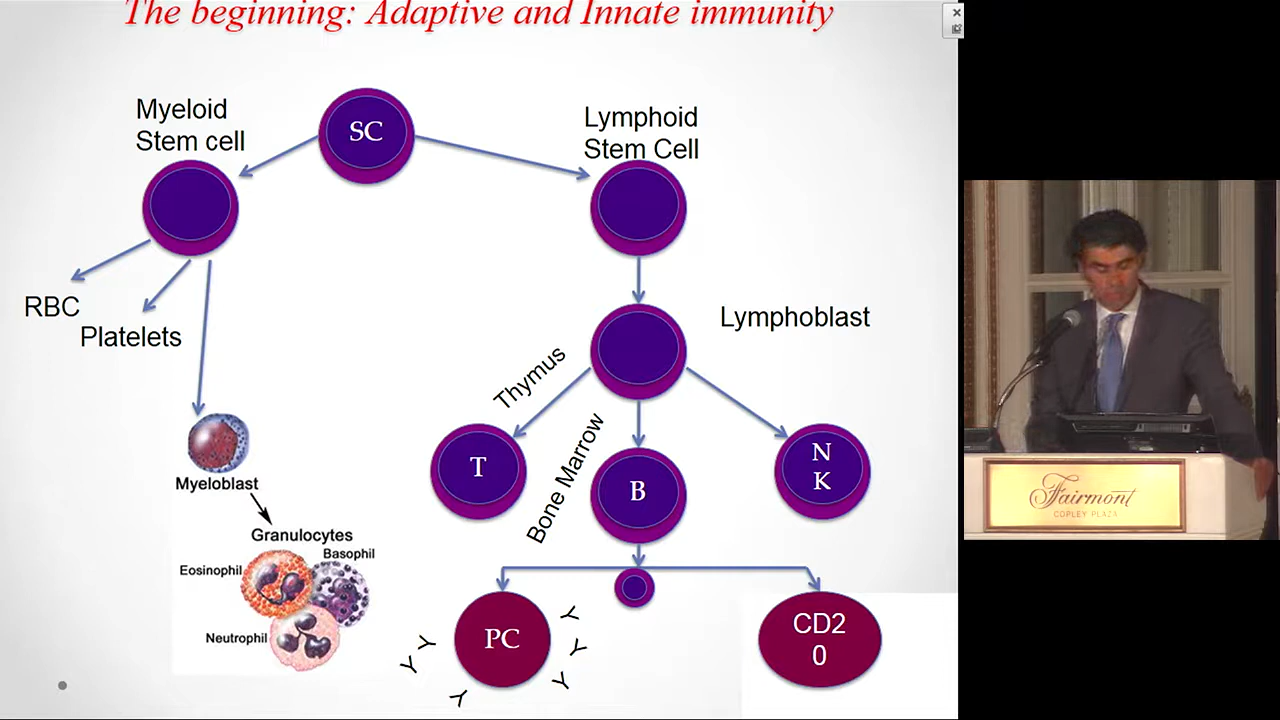 The beginning: Adaptive and Innate immunity
Myeloid
Stem cell
SC
Lymphoid
Stem Cell
RBC
Platelets
Lymphoblast
Thymus
Bone Marrow
T
B
N
K
Myeloblast
Granulocytes
Basophil
Eosinophil
Neutrophil
PC
Y
Y
Y
Y
Y
Y
CD2
0
Fairmont
COPLEY PLAZA